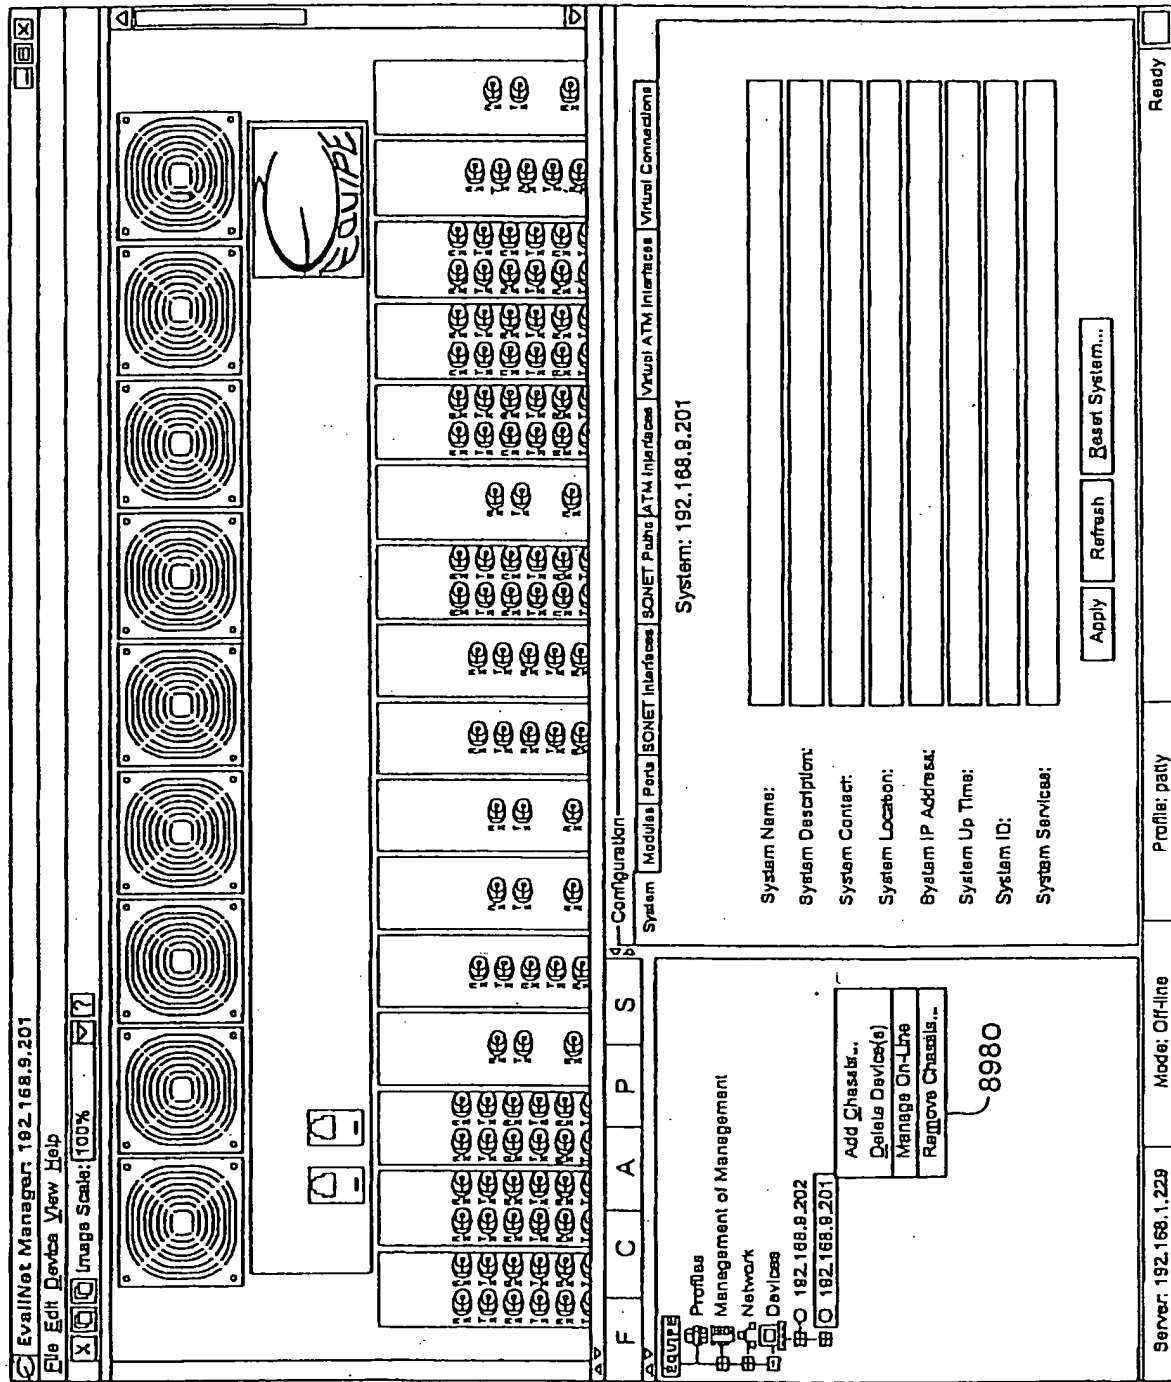 EvaliNet Manager: 192.168.9.201
File Edit Device View Help
Image Scale: 100% ?
EQUIPE
F C A P S
EQUIPE
Profiles
Management of Management
Network
Devices
192.168.9.202
192.168.9.201
Add Chassis...
Delete Device(s)
Manage On-Line
Remove Chassis...
8980
Configuration
System Modules Ports SONET Interfaces SONET Paths ATM Interfaces Virtual ATM Interfaces Virtual Connections
System: 192.168.9.201
System Name:
System Description:
System Contact:
System Location:
System IP Address:
System Up Time:
System ID:
System Services:
Apply Refresh Reset System...
Server: 192.168.1.229 Mode: Off-line Profile: patty Ready